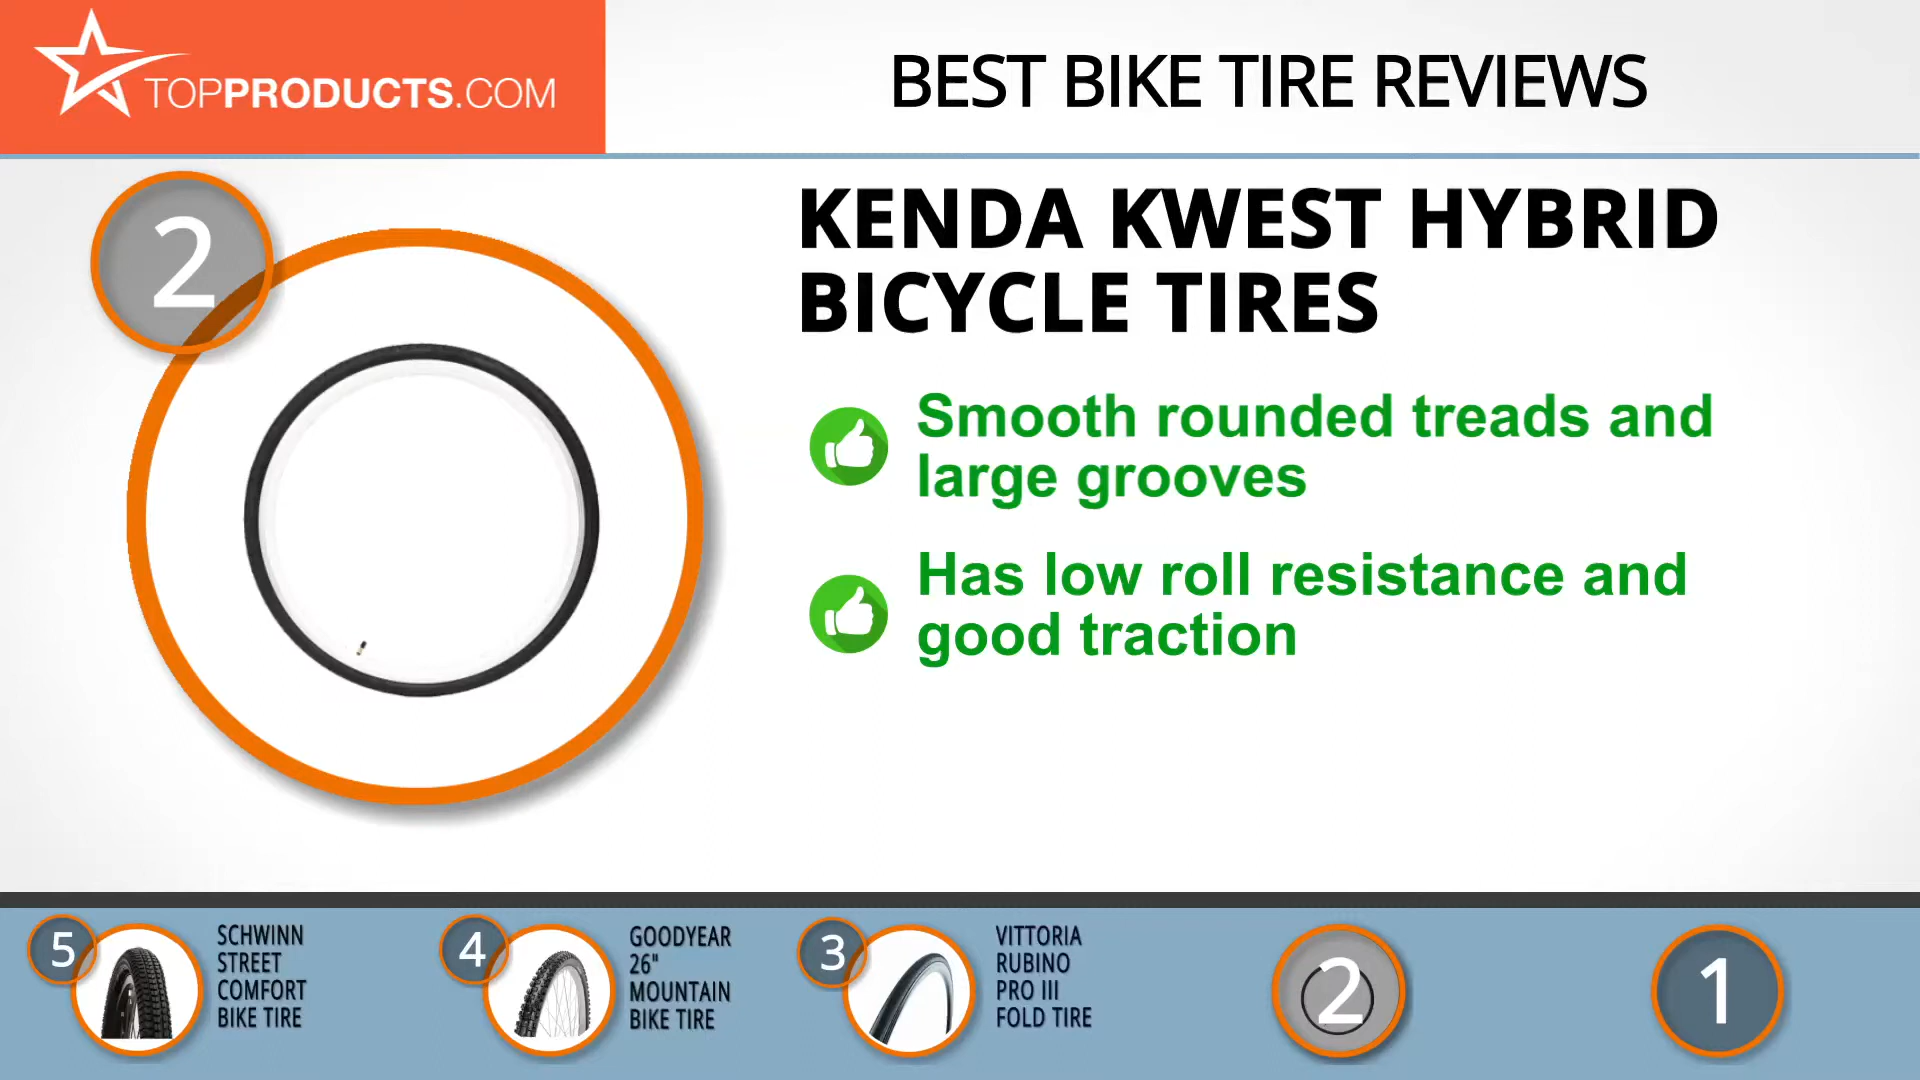 TOPPRODUCTS.COM
BEST BIKE TIRE REVIEWS
2
KENDA KWEST HYBRID
BICYCLE TIRES
Smooth rounded treads and
large grooves
Has low roll resistance and
good traction
5
SCHWINN
STREET
COMFORT
BIKE TIRE
4
GOODYEAR
26"
MOUNTAIN
BIKE TIRE
3
VITTORIA
RUBINO
PRO III
FOLD TIRE
2
1